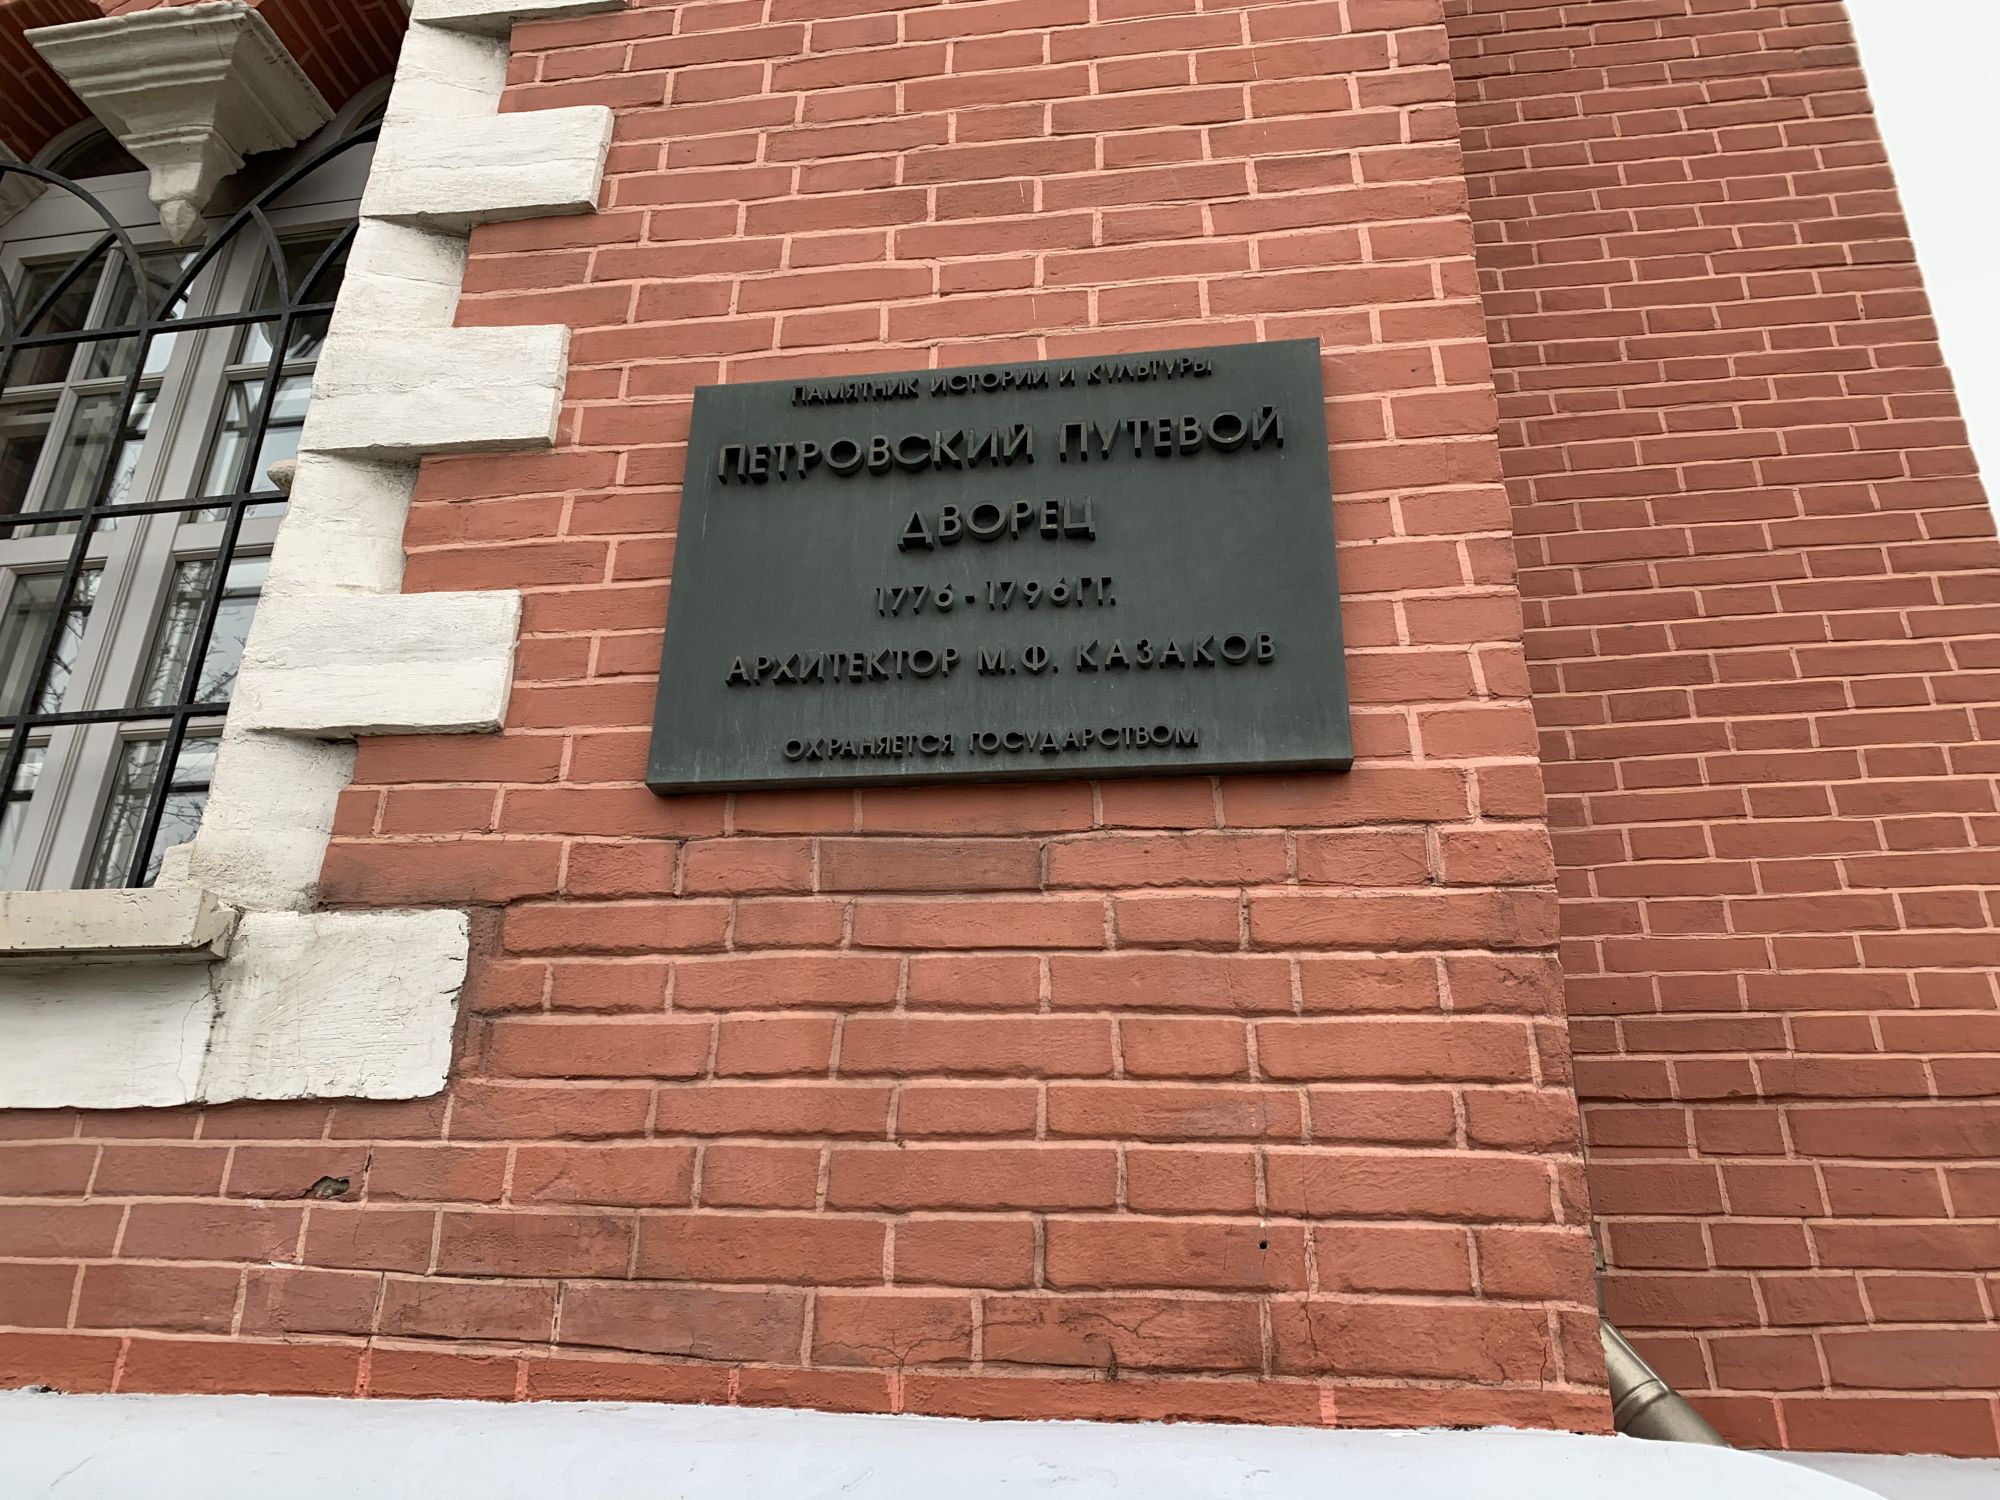 ПАМЯТНИК ИСТОРИИ И КУЛЬТУРЫ
ПЕТРОВСКИЙ ПУТЕВОЙ
ДВОРЕЦ
1776-1796ГГ.
АРХИТЕКТОР М.Ф. КАЗАКОВ
ОХРАНЯЕТСЯ ГОСУДАРСТВОМ